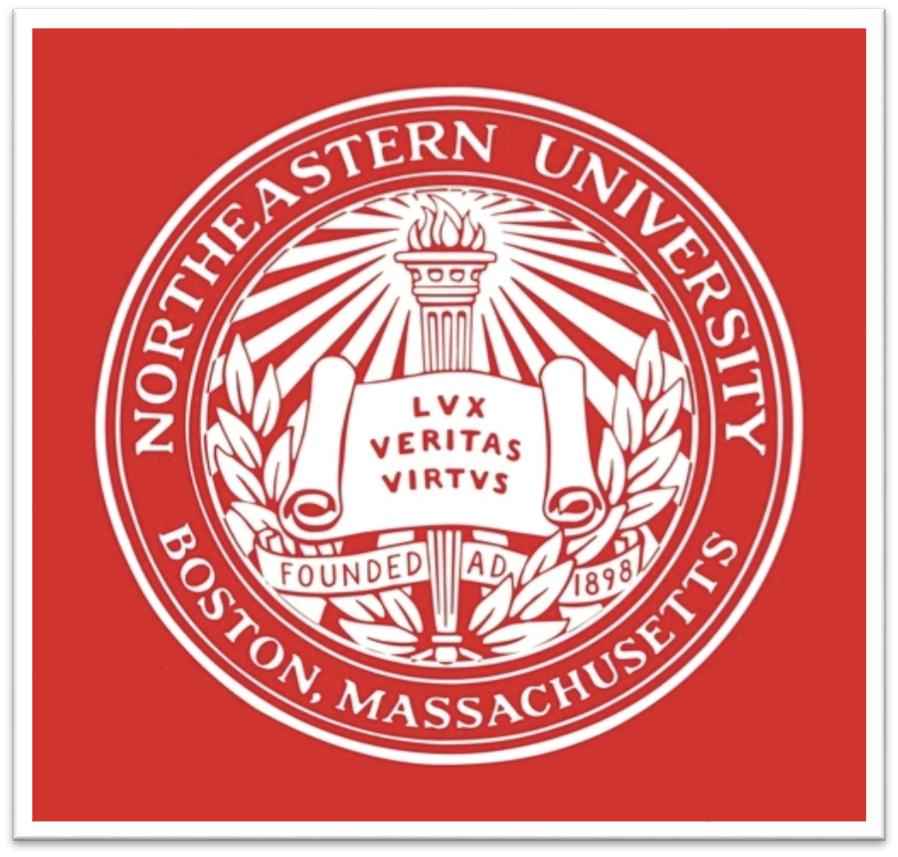 NORTHEASTERN UNIVERSITY
LVX
VERITAS
VIRTVS
FOUNDED AD 1898
BOSTON, MASSACHUSETTS